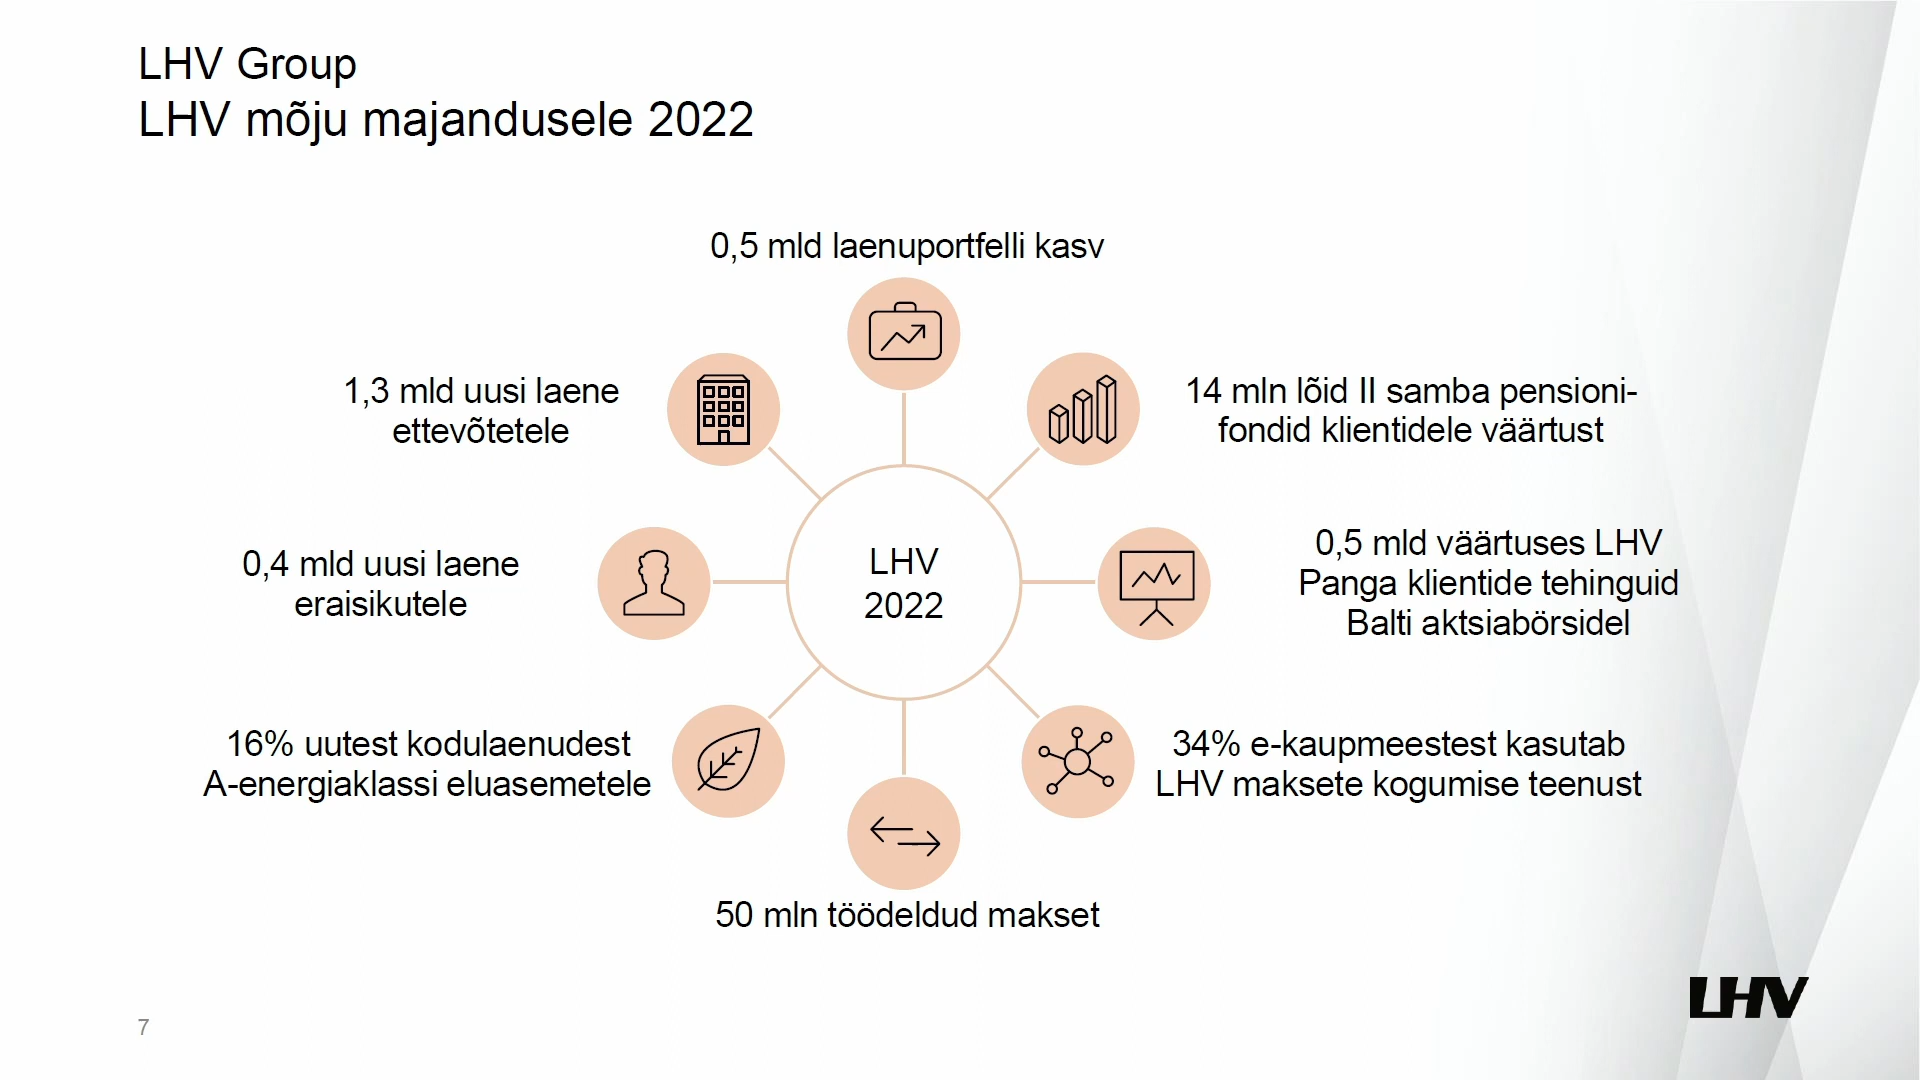 LHV Group
LHV mõju majandusele 2022
0,5 mld laenuportfelli kasv
1,3 mld uusi laene
ettevõtetele
14 mln lõid II samba pensioni-
fondid klientidele väärtust
0,4 mld uusi laene
eraisikutele
LHV
2022
0,5 mld väärtuses LHV
Panga klientide tehinguid
Balti aktsiabörsidel
16% uutest kodulaenudest
A-energiaklassi eluasemetele
34% e-kaupmeestest kasutab
LHV maksete kogumise teenust
50 mln töödeldud makset
7
LHV